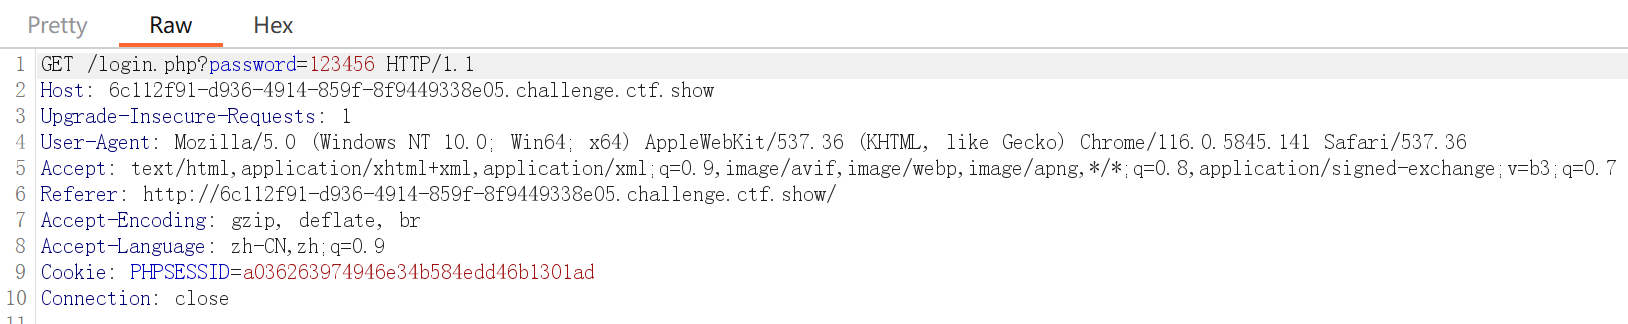 Pretty Raw Hex
1 GET /login.php?password=123456 HTTP/1.1
2 Host: 6c112f91-d936-4914-859f-8f9449338e05.challenge.ctf.show
3 Upgrade-Insecure-Requests: 1
4 User-Agent: Mozilla/5.0 (Windows NT 10.0; Win64; x64) AppleWebKit/537.36 (KHTML, like Gecko) Chrome/116.0.5845.141 Safari/537.36
5 Accept: text/html,application/xhtml+xml,application/xml;q=0.9,image/avif,image/webp,image/apng,*/*;q=0.8,application/signed-exchange;v=b3;q=0.7
6 Referer: http://6c112f91-d936-4914-859f-8f9449338e05.challenge.ctf.show/
7 Accept-Encoding: gzip, deflate, br
8 Accept-Language: zh-CN,zh;q=0.9
9 Cookie: PHPSESSID=a036263974946e34b584edd46b1301ad
10 Connection: close
11